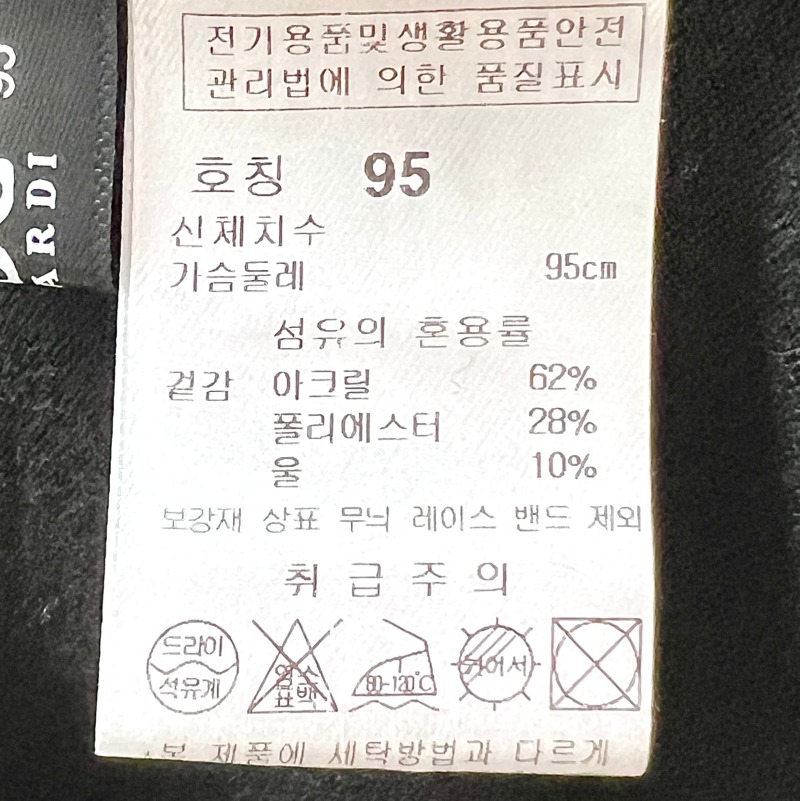 전기용품및생활용품안전
관리법에 의한 품질표시
호칭 95
신체치수
가슴둘레 95cm
섬유의 혼용률
겉감 아크릴 62%
폴리에스터 28%
울 10%
보강재 상표 무늬 레이스 밴드 제외
취급주의
드라이
석유계
염소
표백
80-120℃
뉘어서
본 제품에 세탁방법과 다르게
ARDI
95